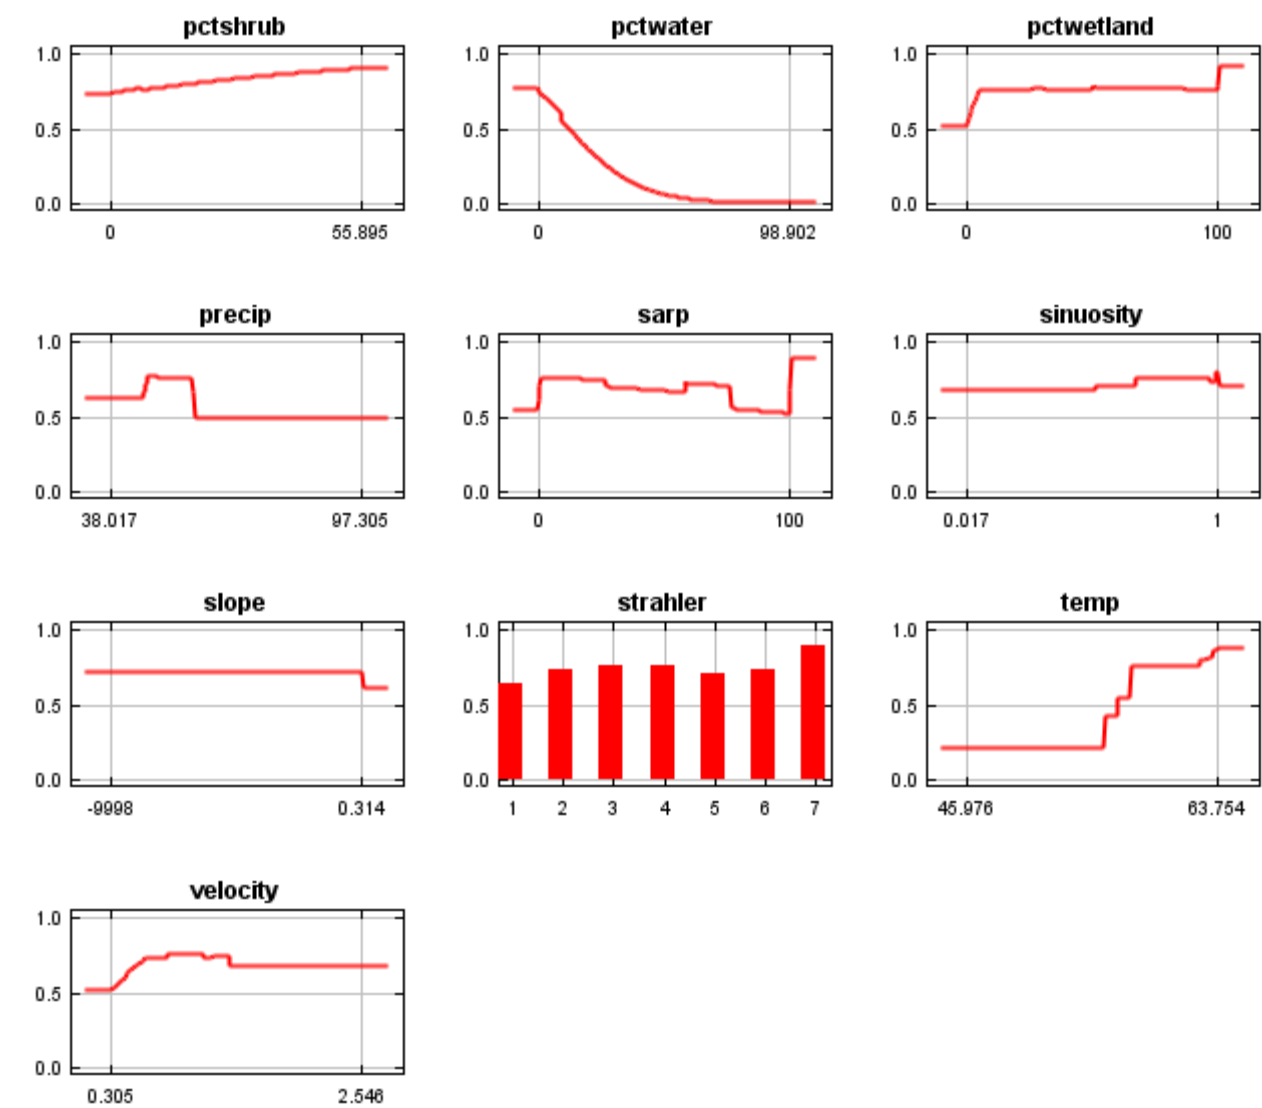 pctshrub pctwater pctwetland
1.0 1.0 1.0
0.5 0.5 0.5
0.0 0.0 0.0
0 55.895 0 98.902 0 100
precip sarp sinuosity
1.0 1.0 1.0
0.5 0.5 0.5
0.0 0.0 0.0
38.017 97.305 0 100 0.017 1
slope strahler temp
1.0 1.0 1.0
0.5 0.5 0.5
0.0 0.0 0.0
-9998 0.314 1 2 3 4 5 6 7 45.976 63.754
velocity
1.0
0.5
0.0
0.305 2.546